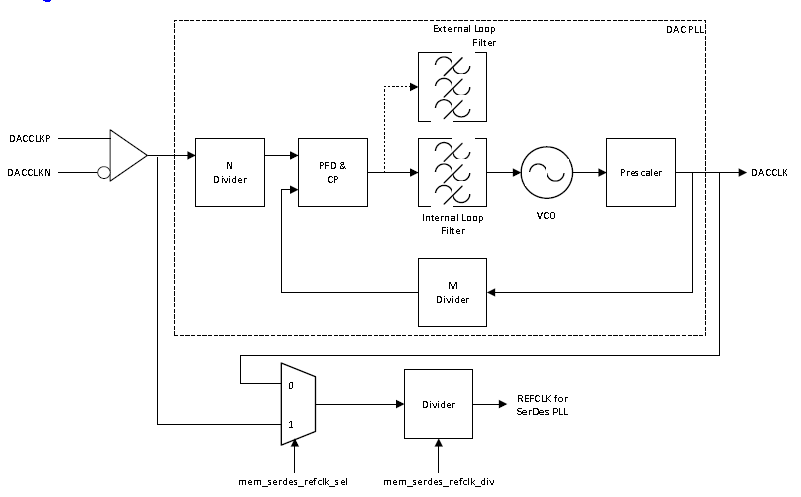 External Loop
Filter
DAC PLL
DACCLKP
DACCLKN
N
Divider
PFD &
CP
Internal Loop
Filter
VCO
Prescaler
DACCLK
M
Divider
0
1
Divider
REFCLK for
SerDes PLL
mem_serdes_refclk_sel
mem_serdes_refclk_div